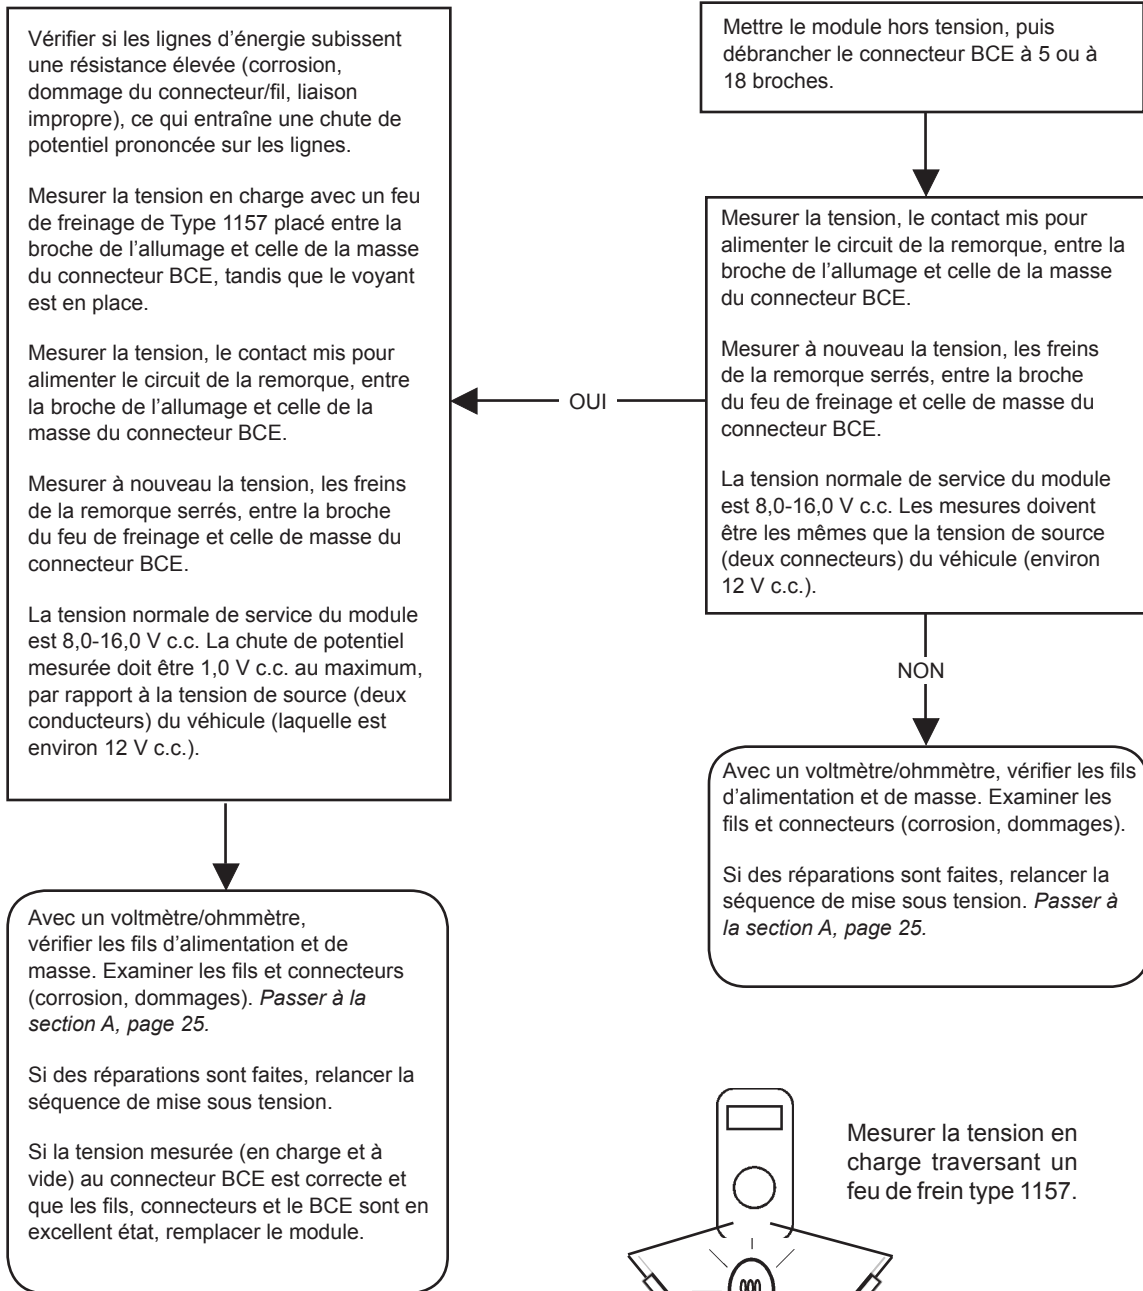 Mettre le module hors tension, puis
débrancher le connecteur BCE à 5 ou à
18 broches.
Mesurer la tension, le contact mis pour
alimenter le circuit de la remorque, entre la
broche de l'allumage et celle de la masse
du connecteur BCE.
Mesurer à nouveau la tension, les freins
de la remorque serrés, entre la broche
du feu de freinage et celle de masse du
connecteur BCE.
La tension normale de service du module
est 8,0-16,0 V c.c. Les mesures doivent
être les mêmes que la tension de source
(deux connecteurs) du véhicule (environ
12 V c.c.).
OUI
Vérifier si les lignes d'énergie subissent
une résistance élevée (corrosion,
dommage du connecteur/fil, liaison
impropre), ce qui entraîne une chute de
potentiel prononcée sur les lignes.
Mesurer la tension en charge avec un feu
de freinage de Type 1157 placé entre la
broche de l'allumage et celle de la masse
du connecteur BCE, tandis que le voyant
est en place.
Mesurer la tension, le contact mis pour
alimenter le circuit de la remorque, entre
la broche de l'allumage et celle de la
masse du connecteur BCE.
Mesurer à nouveau la tension, les freins
de la remorque serrés, entre la broche
du feu de freinage et celle de masse du
connecteur BCE.
La tension normale de service du module
est 8,0-16,0 V c.c. La chute de potentiel
mesurée doit être 1,0 V c.c. au maximum,
par rapport à la tension de source (deux
conducteurs) du véhicule (laquelle est
environ 12 V c.c.).
Avec un voltmètre/ohmmètre,
vérifier les fils d'alimentation et de
masse. Examiner les fils et connecteurs
(corrosion, dommages). Passer à la
section A, page 25.
Si des réparations sont faites, relancer la
séquence de mise sous tension.
Si la tension mesurée (en charge et à
vide) au connecteur BCE est correcte et
que les fils, connecteurs et le BCE sont en
excellent état, remplacer le module.
NON
Avec un voltmètre/ohmmètre, vérifier les fils
d'alimentation et de masse. Examiner les
fils et connecteurs (corrosion, dommages).
Si des réparations sont faites, relancer la
séquence de mise sous tension. Passer à
la section A, page 25.
Mesurer la tension en
charge traversant un
feu de frein type 1157.